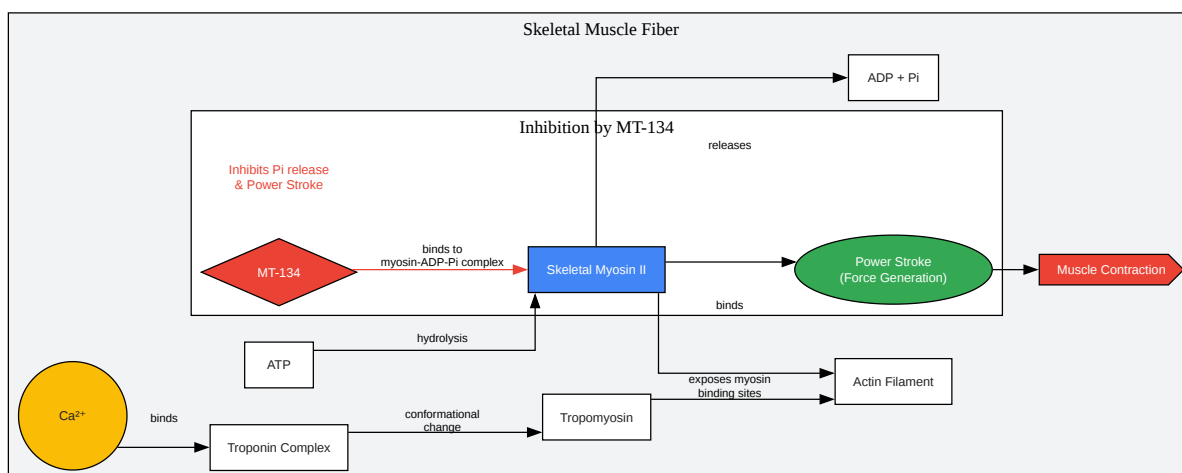 Skeletal Muscle Fiber
ADP + Pi
Inhibition by MT-134
releases
Inhibits Pi release
& Power Stroke
binds to
myosin-ADP-Pi complex
MT-134
Skeletal Myosin II
Power Stroke
(Force Generation)
Muscle Contraction
binds
hydrolysis
ATP
exposes myosin
binding sites
Actin Filament
Ca²⁺
binds
conformational
change
Tropomyosin
Troponin Complex